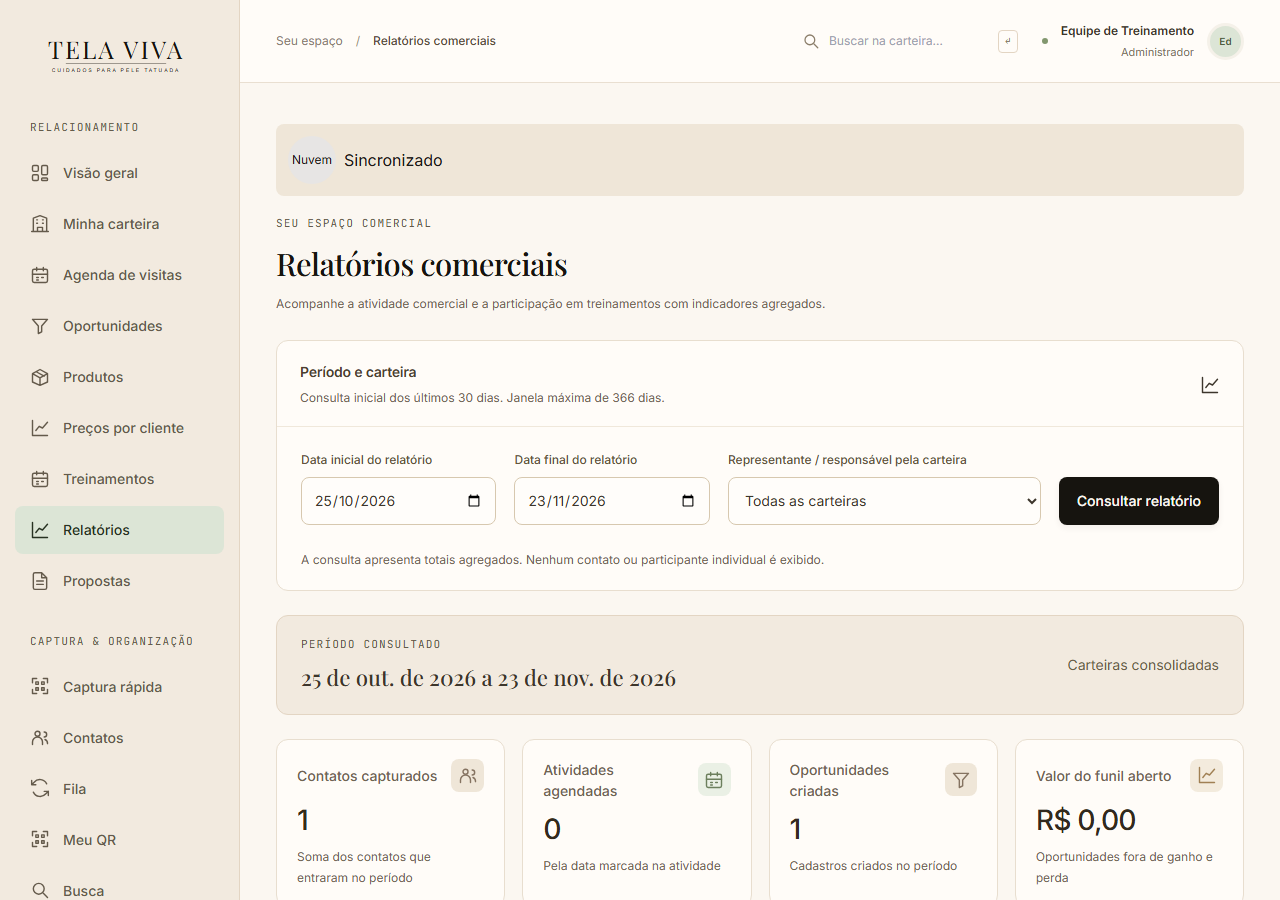 TELA VIVA
CUIDADOS PARA PELE TATUADA
RELACIONAMENTO
Visão geral
Minha carteira
Agenda de visitas
Oportunidades
Produtos
Preços por cliente
Treinamentos
Relatórios
Propostas
CAPTURA & ORGANIZAÇÃO
Captura rápida
Contatos
Fila
Meu QR
Busca
Seu espaço / Relatórios comerciais
Buscar na carteira...
↵
Equipe de Treinamento
Administrador
Ed
Nuvem Sincronizado
SEU ESPAÇO COMERCIAL
Relatórios comerciais
Acompanhe a atividade comercial e a participação em treinamentos com indicadores agregados.
Período e carteira
Consulta inicial dos últimos 30 dias. Janela máxima de 366 dias.
Data inicial do relatório
25/10/2026
Data final do relatório
23/11/2026
Representante / responsável pela carteira
Todas as carteiras
Consultar relatório
A consulta apresenta totais agregados. Nenhum contato ou participante individual é exibido.
PERÍODO CONSULTADO
25 de out. de 2026 a 23 de nov. de 2026
Carteiras consolidadas
Contatos capturados
1
Soma dos contatos que
entraram no período
Atividades
agendadas
0
Pela data marcada na atividade
Oportunidades
criadas
1
Cadastros criados no período
Valor do funil aberto
R$ 0,00
Oportunidades fora de ganho e
perda